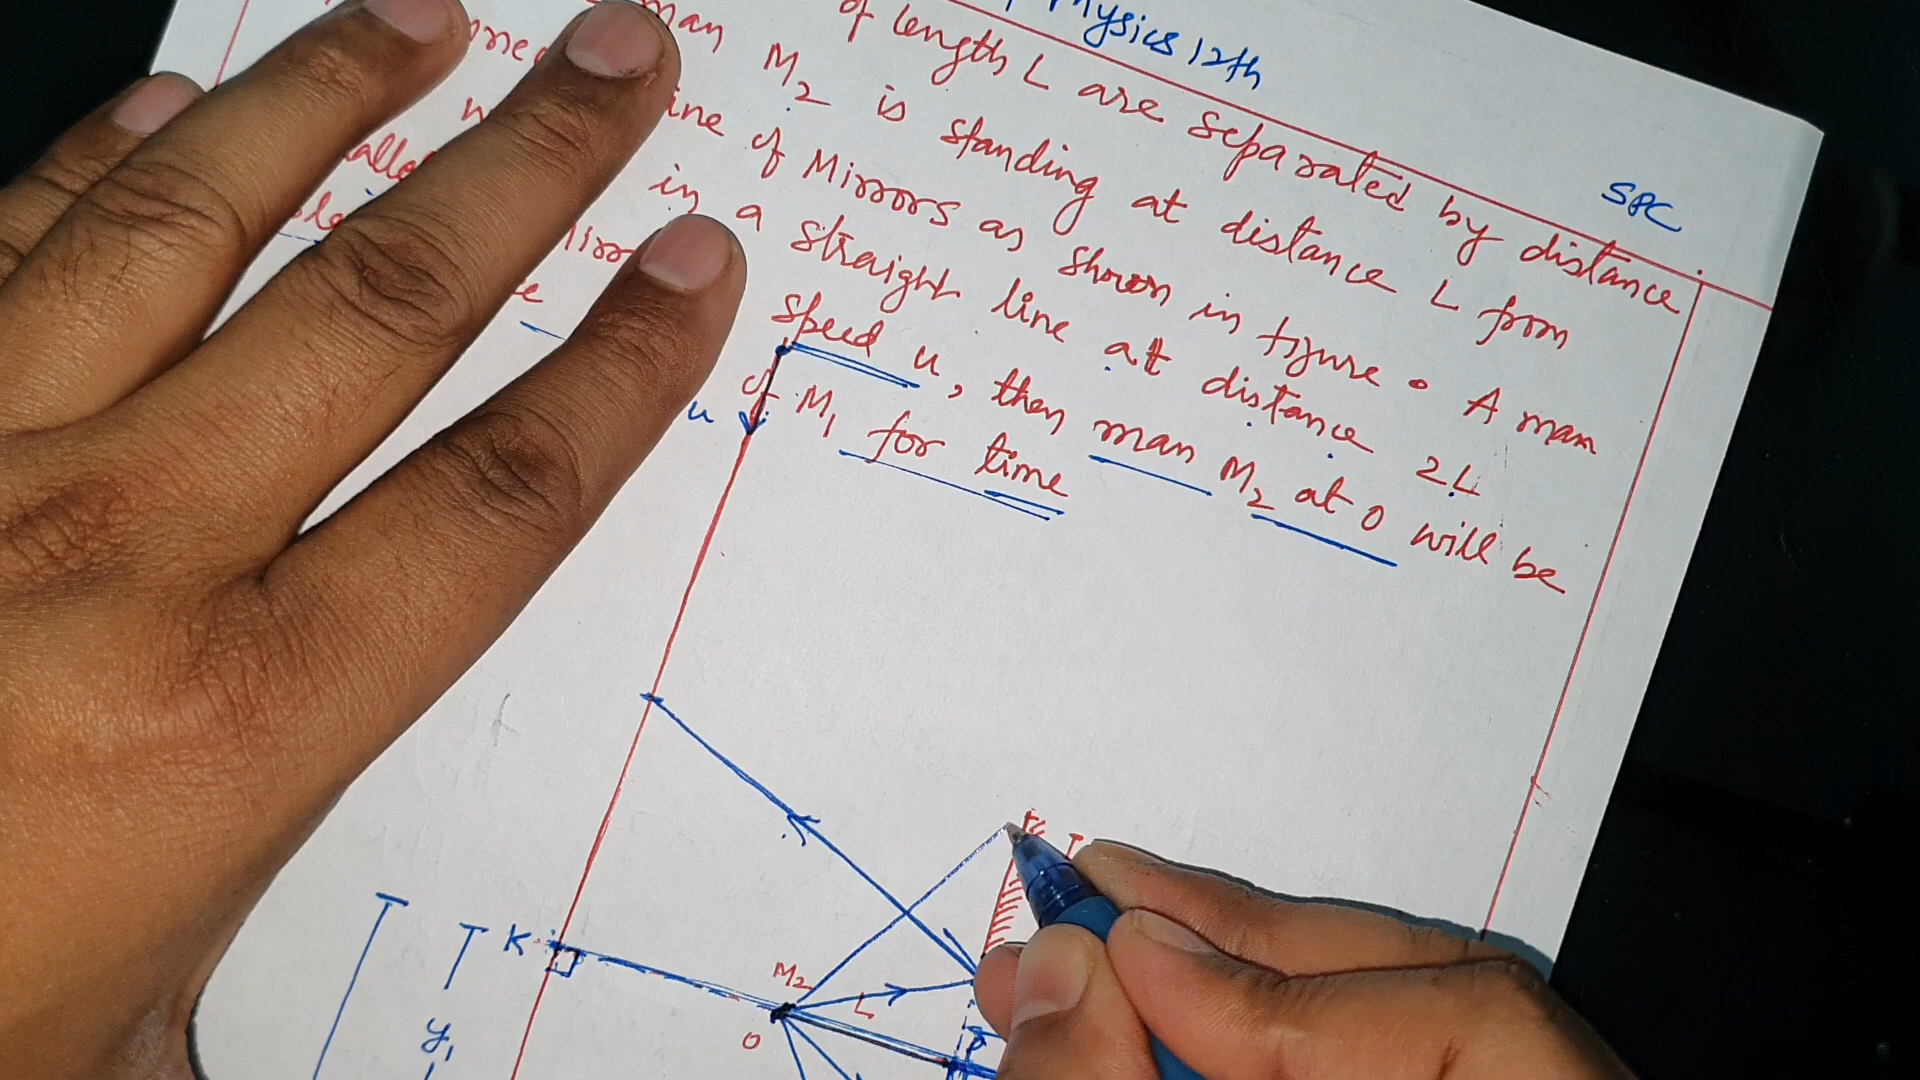 Physics 12th
SPC
of length L are separated by distance
man M2 is standing at distance L from
line of Mirrors as shown in figure. A man
in a straight line at distance 2L
speed u, then man M2 at O will be
of M1 for time
u
K
M2
L
O
P
y1